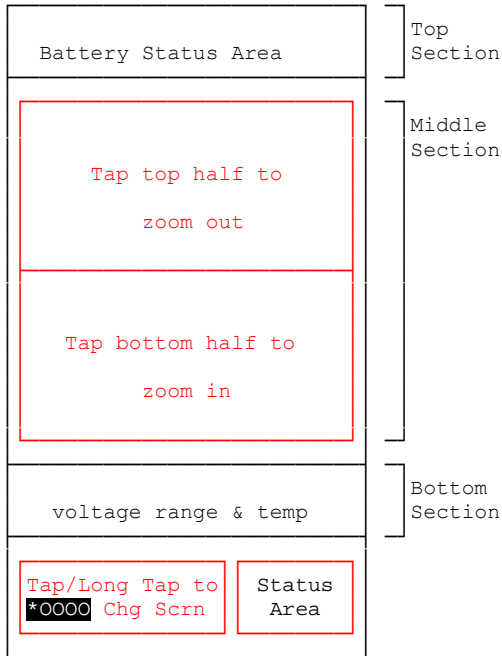 Top
Battery Status Area
Section
Middle
Section
Tap top half to
zoom out
Tap bottom half to
zoom in
Bottom
voltage range & temp
Section
Tap/Long Tap to
*OOOO Chg Scrn
Status
Area